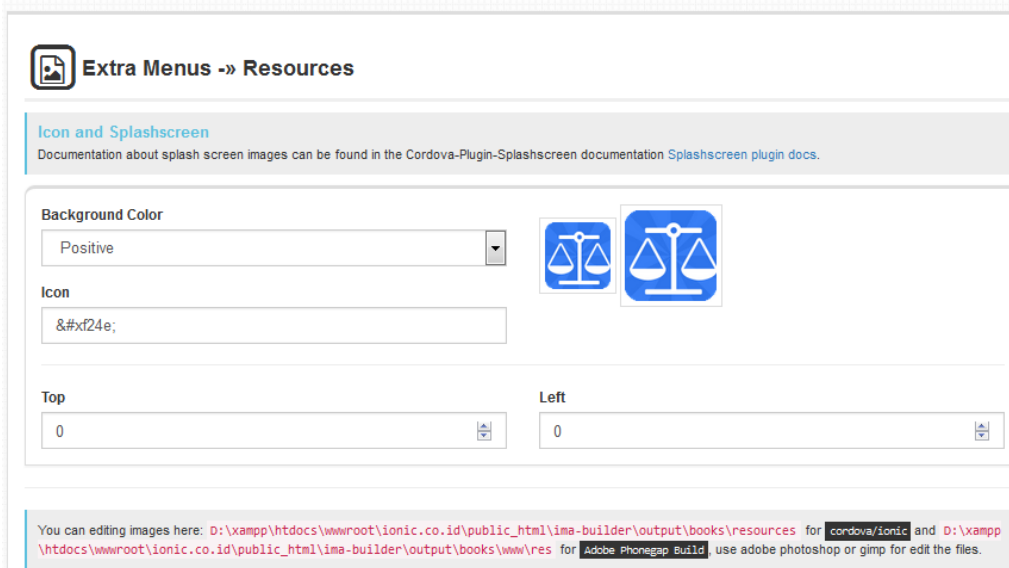 Extra Menus -» Resources
Icon and Splashscreen
Documentation about splash screen images can be found in the Cordova-Plugin-Splashscreen documentation Splashscreen plugin docs.
Background Color
Positive
Icon
&#xf24e;
Top
Left
0
0
You can editing images here: D:\xampp\htdocs\wwwroot\ionic.co.id\public_html\ima-builder\output\books\resources for cordova/ionic and D:\xampp
\htdocs\wwwroot\ionic.co.id\public_html\ima-builder\output\books\www\res for Adobe Phonegap Build, use adobe photoshop or gimp for edit the files.